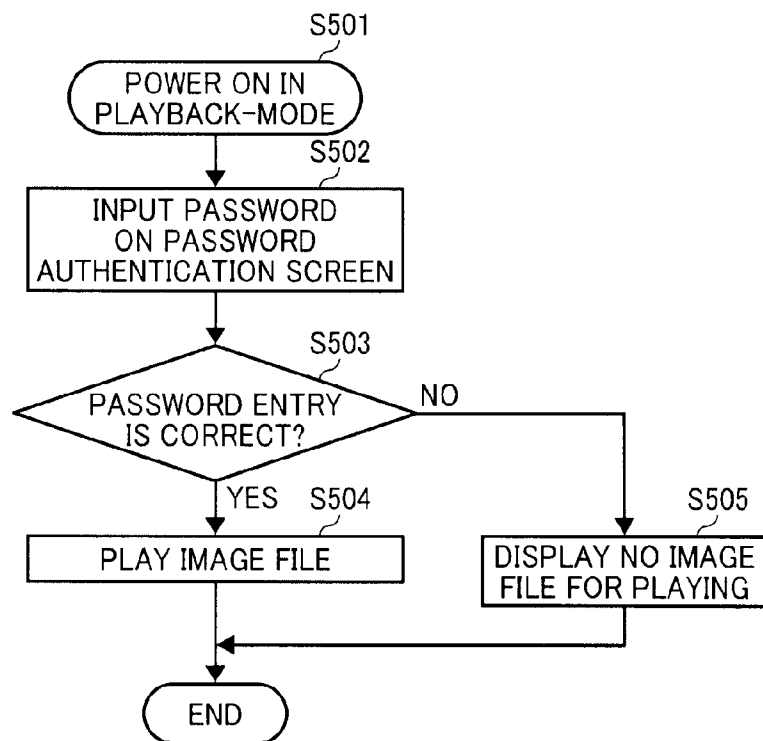 S501
POWER ON IN
PLAYBACK-MODE
S502
INPUT PASSWORD
ON PASSWORD
AUTHENTICATION SCREEN
S503
PASSWORD ENTRY
IS CORRECT?
NO
YES
S504
PLAY IMAGE FILE
S505
DISPLAY NO IMAGE
FILE FOR PLAYING
END